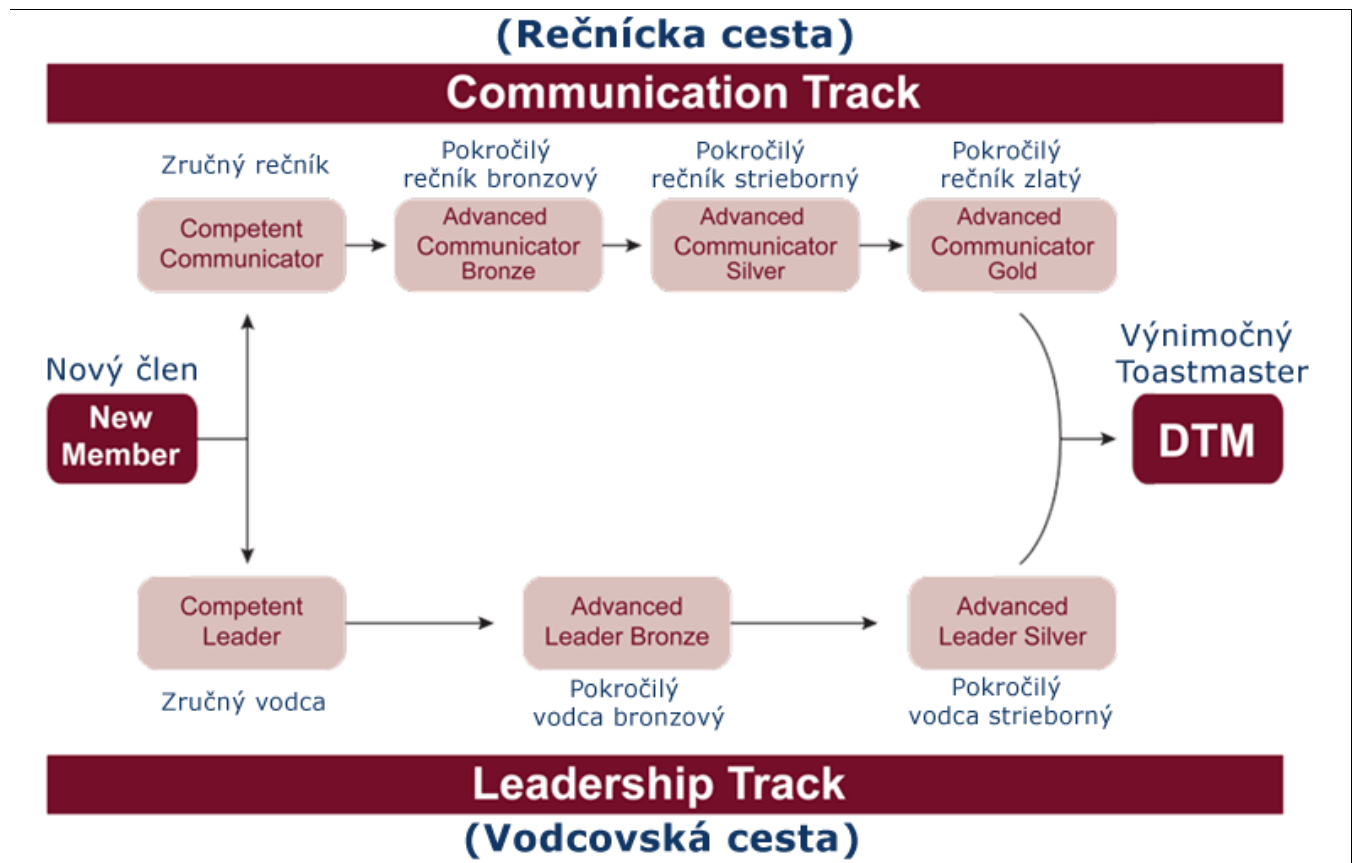 (Rečnícka cesta)
Communication Track
Zručný rečník
Pokročilý
rečník bronzový
Pokročilý
rečník strieborný
Pokročilý
rečník zlatý
Competent
Communicator
Advanced
Communicator
Bronze
Advanced
Communicator
Silver
Advanced
Communicator
Gold
Nový člen
New
Member
Výnimočný
Toastmaster
DTM
Competent
Leader
Advanced
Leader Bronze
Advanced
Leader Silver
Zručný vodca
Pokročilý
vodca bronzový
Pokročilý
vodca strieborný
Leadership Track
(Vodcovská cesta)